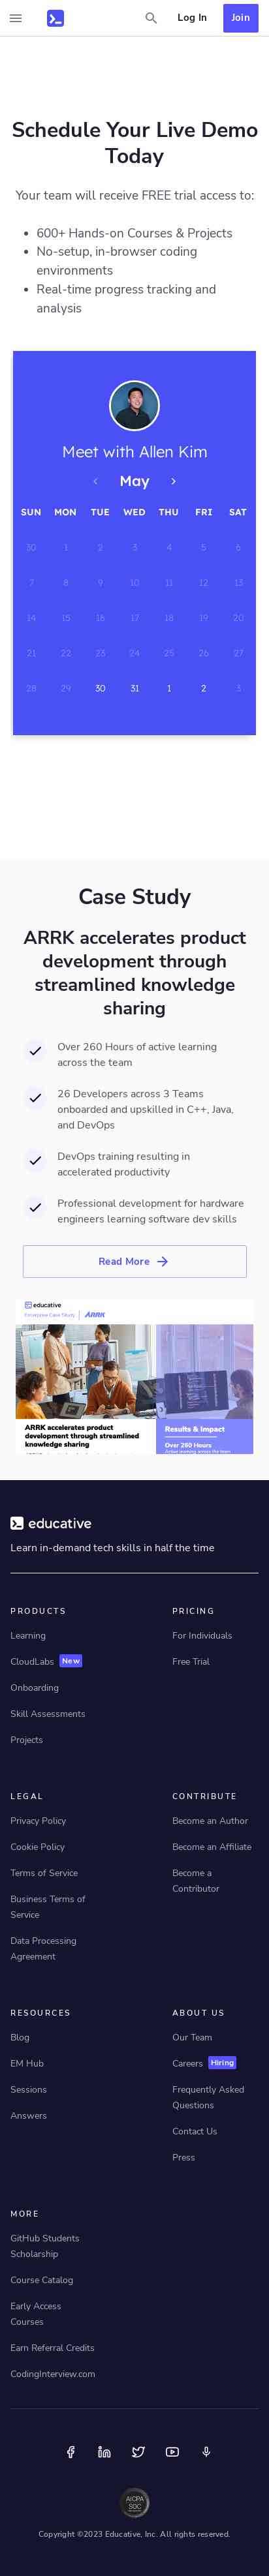 Log In
Join
Schedule Your Live Demo
Today
Your team will receive FREE trial access to:
600+ Hands-on Courses & Projects
No-setup, in-browser coding
environments
Real-time progress tracking and
analysis
Meet with Allen Kim
May
SUN MON TUE WED THU FRI SAT
30 1 2 3 4 5 6
7 8 9 10 11 12 13
14 15 16 17 18 19 20
21 22 23 24 25 26 27
28 29 30 31 1 2 3
Case Study
ARRK accelerates product
development through
streamlined knowledge
sharing
Over 260 Hours of active learning
across the team
26 Developers across 3 Teams
onboarded and upskilled in C++, Java,
and DevOps
DevOps training resulting in
accelerated productivity
Professional development for hardware
engineers learning software dev skills
Read More
educative
Enterprise Case Study | ARRK
ARRK accelerates product
development through streamlined
knowledge sharing
Results & Impact
Over 260 Hours
Active learning across the team
educative
Learn in-demand tech skills in half the time
PRODUCTS
Learning
CloudLabs New
Onboarding
Skill Assessments
Projects
PRICING
For Individuals
Free Trial
LEGAL
Privacy Policy
Cookie Policy
Terms of Service
Business Terms of
Service
Data Processing
Agreement
CONTRIBUTE
Become an Author
Become an Affiliate
Become a
Contributor
RESOURCES
Blog
EM Hub
Sessions
Answers
ABOUT US
Our Team
Careers Hiring
Frequently Asked
Questions
Contact Us
Press
MORE
GitHub Students
Scholarship
Course Catalog
Early Access
Courses
Earn Referral Credits
CodingInterview.com
AICPA
SOC
Copyright ©2023 Educative, Inc. All rights reserved.